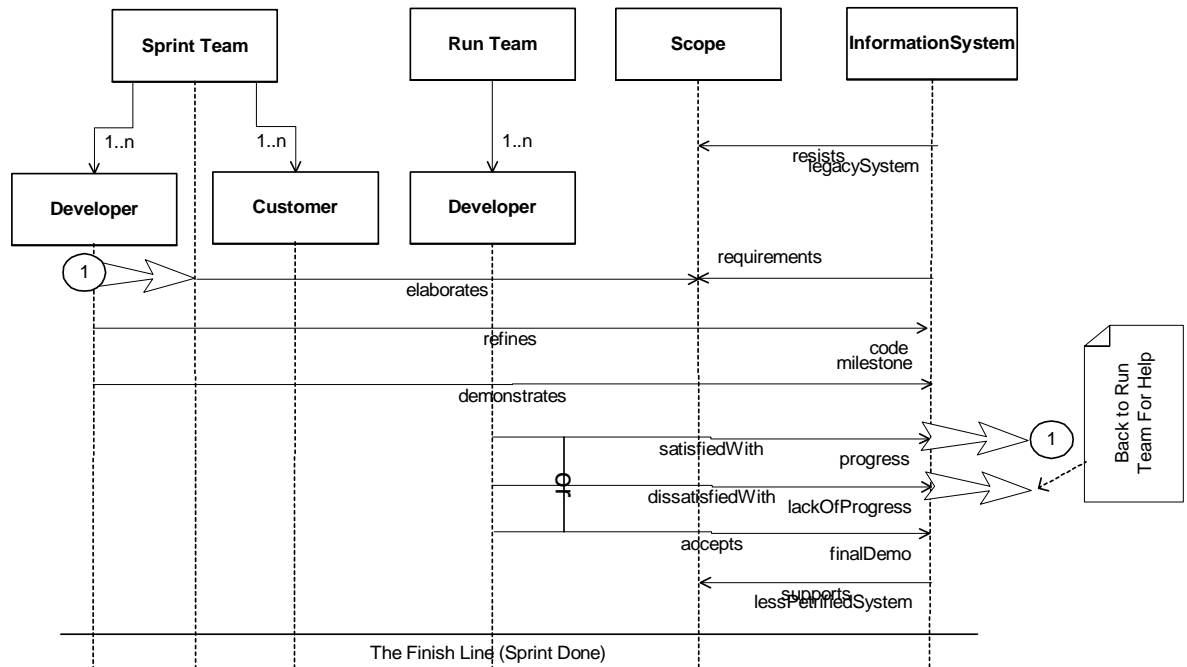 Sprint Team
Run Team
Scope
InformationSystem
1..n
1..n
1..n
resists
legacySystem
Developer
Customer
Developer
1
requirements
elaborates
refines
code
milestone
demonstrates
Back to Run
Team For Help
satisfiedWith
progress
1
or
dissatisfiedWith
lackOfProgress
accepts
finalDemo
supports
lessPetrifiedSystem
The Finish Line (Sprint Done)